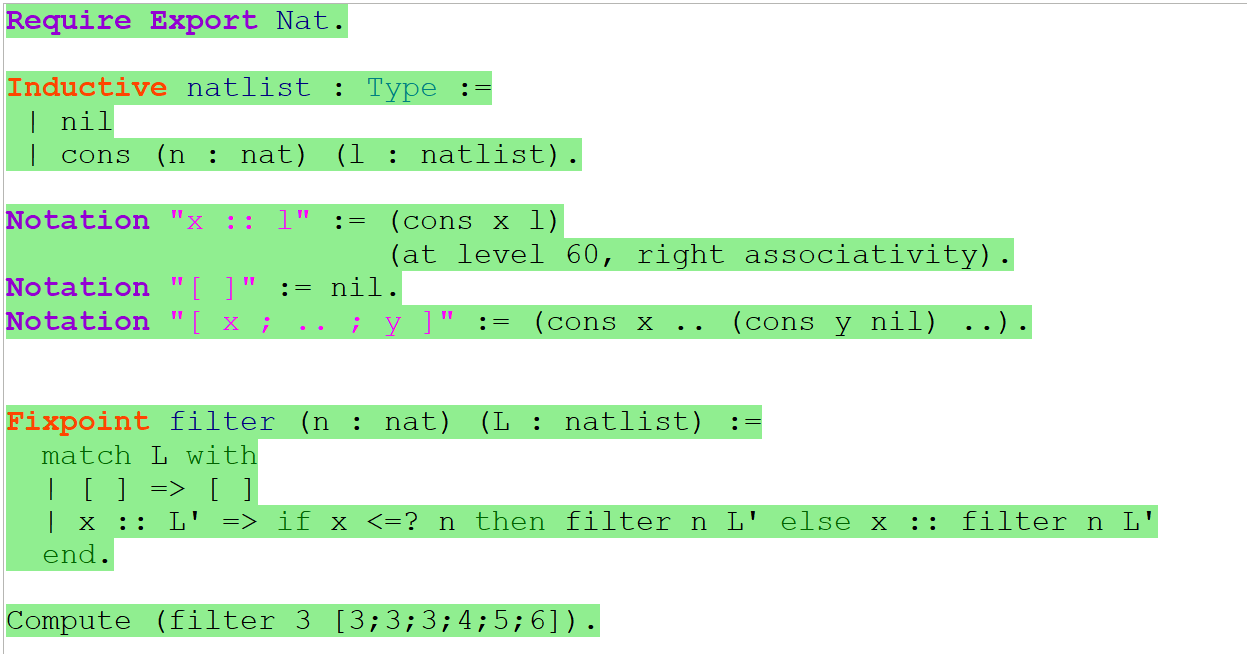 Require Export Nat.
Inductive natlist : Type :=
| nil
| cons (n : nat) (l : natlist).
Notation "x :: l" := (cons x l)
(at level 60, right associativity).
Notation "[ ]" := nil.
Notation "[ x ; .. ; y ]" := (cons x .. (cons y nil) ..).
Fixpoint filter (n : nat) (L : natlist) :=
match L with
| [ ] => [ ]
| x :: L' => if x <=? n then filter n L' else x :: filter n L'
end.
Compute (filter 3 [3;3;3;4;5;6]).